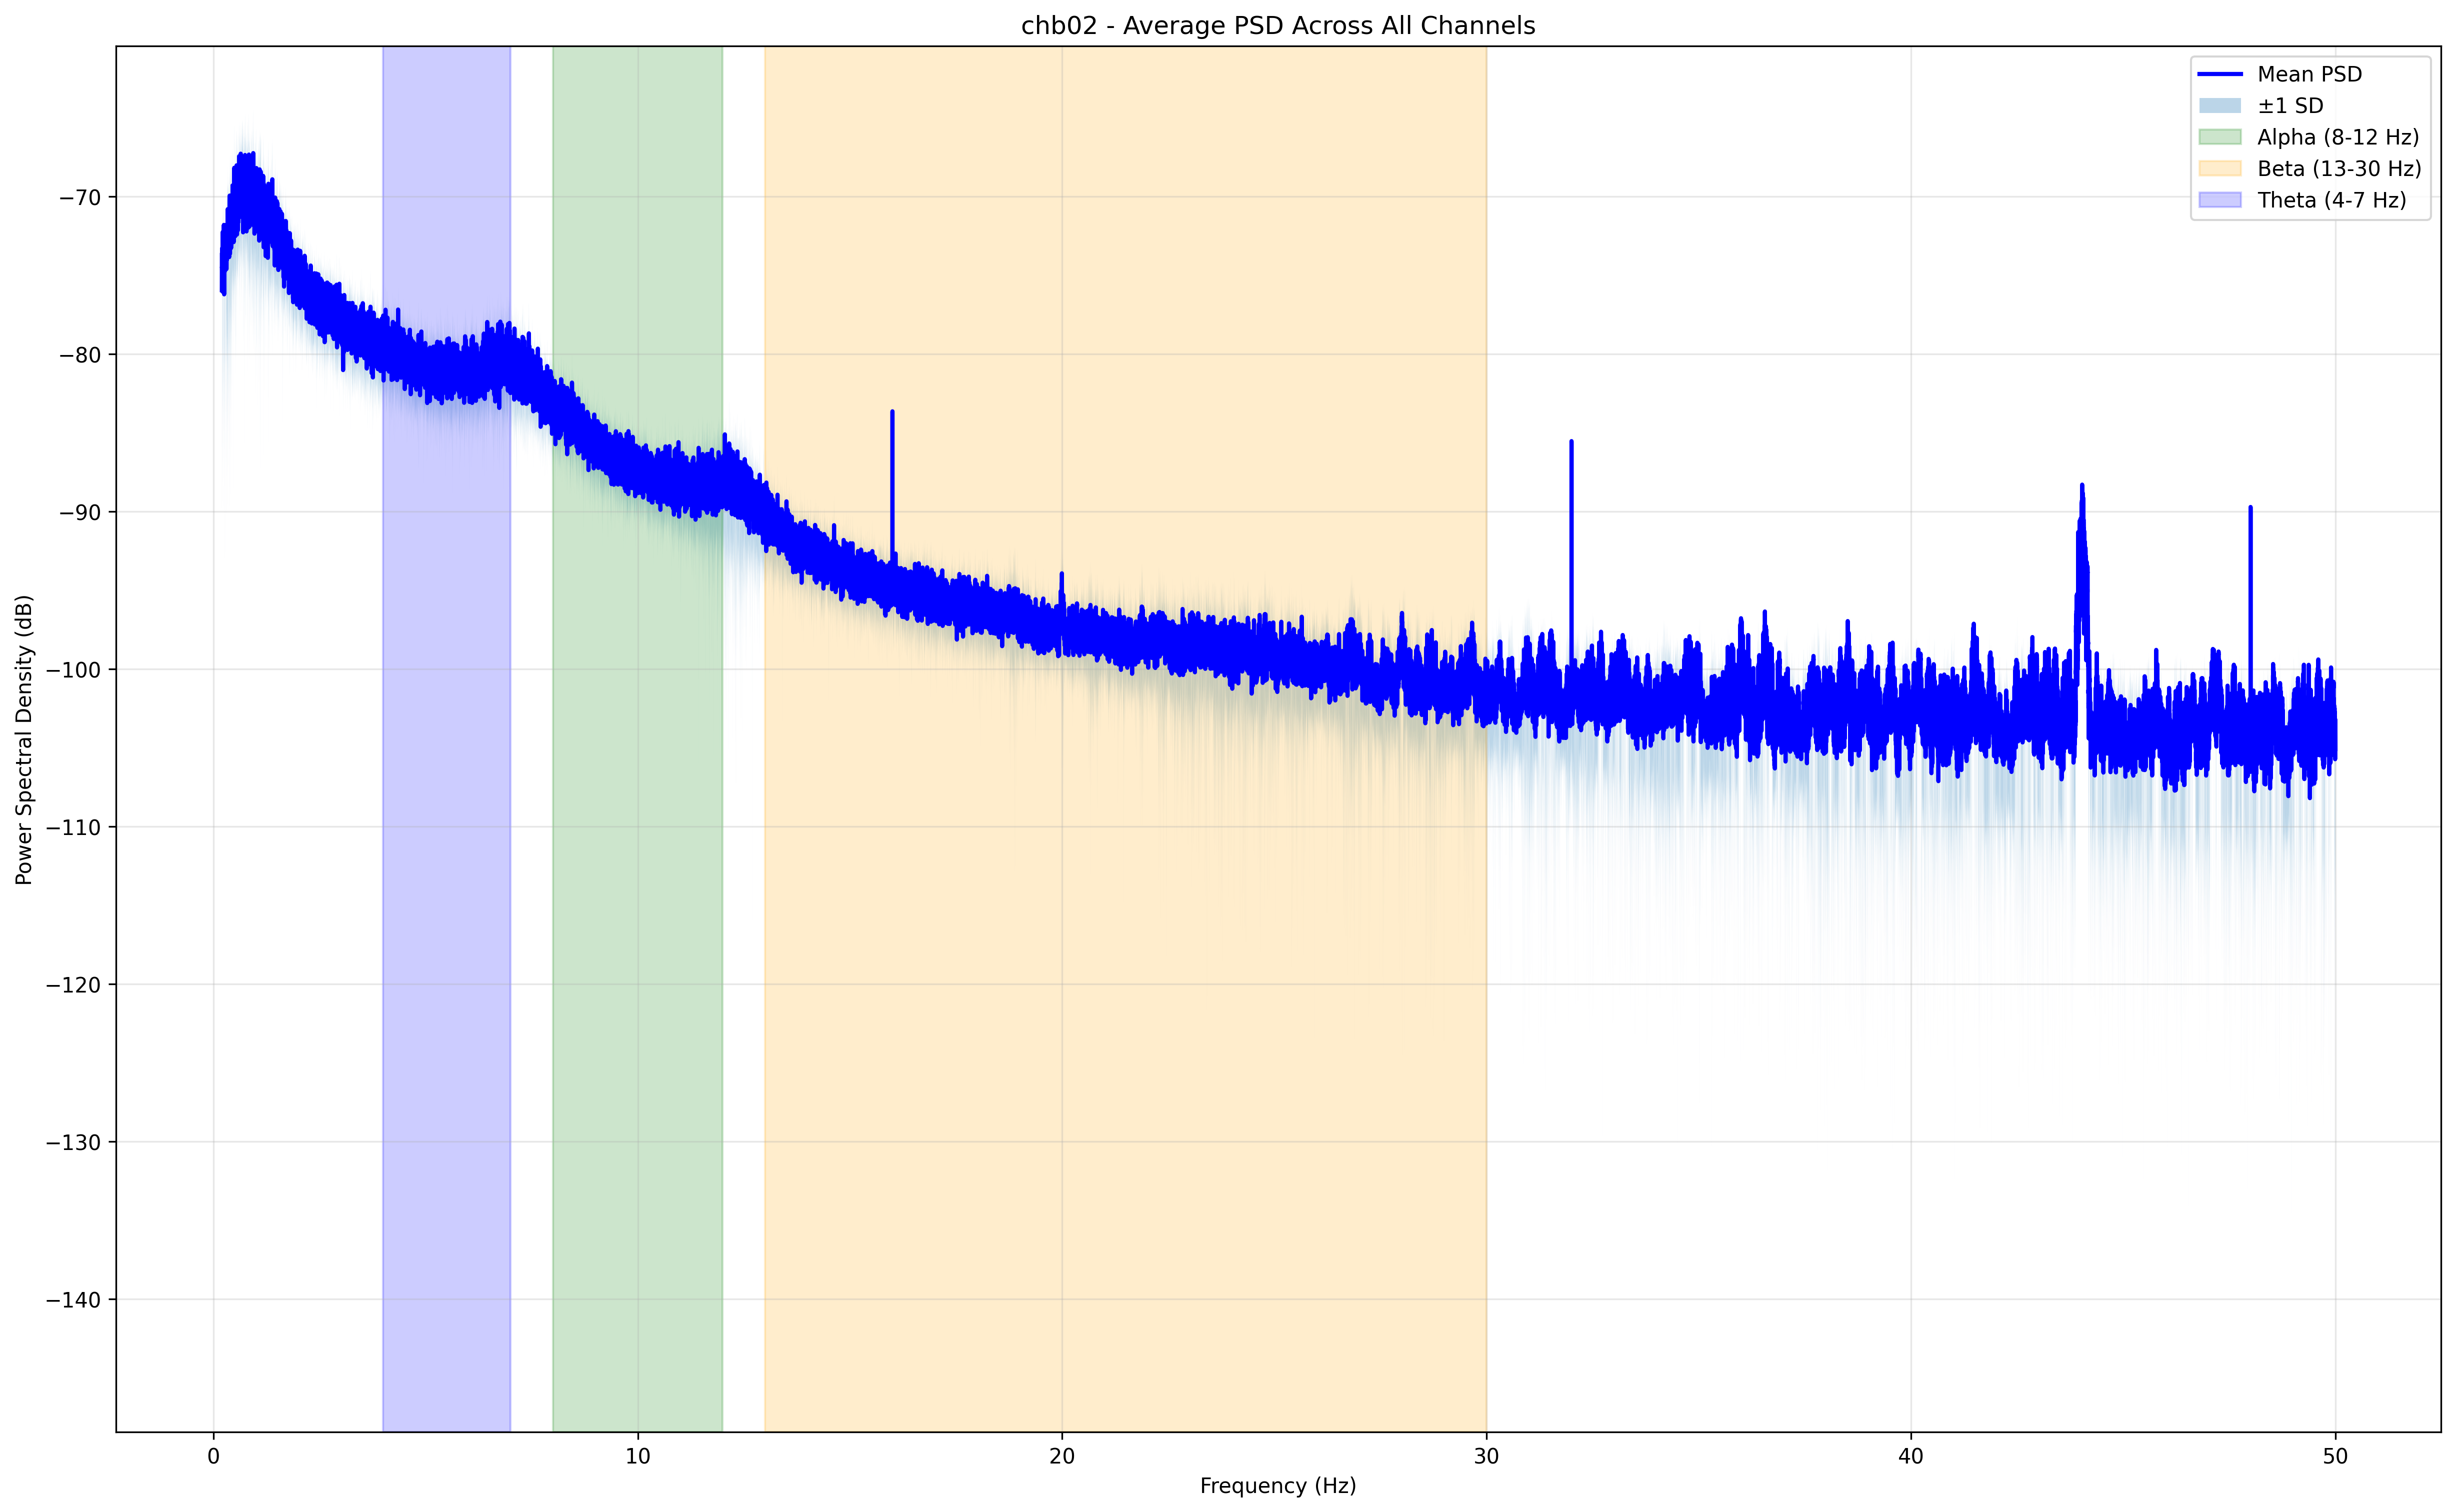 chb02 - Average PSD Across All Channels
Mean PSD
±1 SD
Alpha (8-12 Hz)
Beta (13-30 Hz)
Theta (4-7 Hz)
Power Spectral Density (dB)
−70
−80
−90
−100
−110
−120
−130
−140
0
10
20
30
40
50
Frequency (Hz)